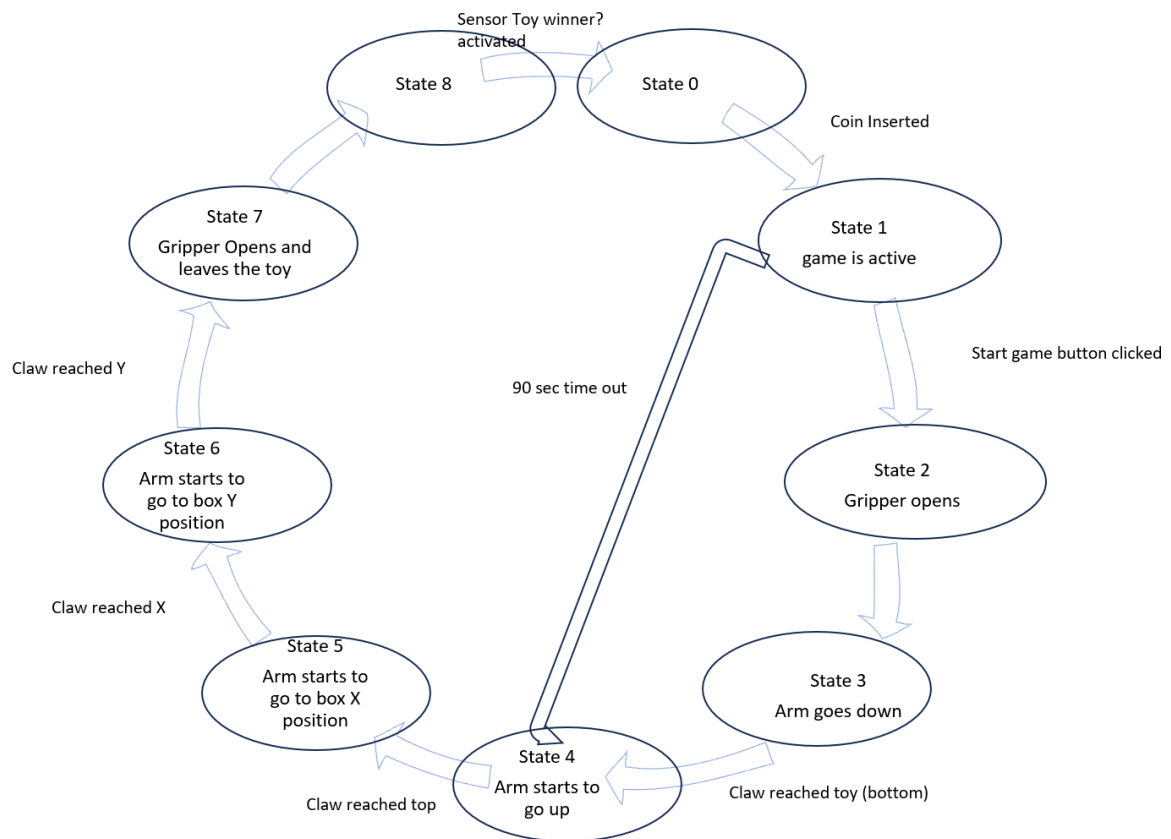 Sensor Toy winner?
activated
State 8
State 0
Coin Inserted
State 1
game is active
Start game button clicked
State 2
Gripper opens
State 3
Arm goes down
Claw reached toy (bottom)
90 sec time out
State 4
Arm starts to
go up
Claw reached top
State 5
Arm starts to
go to box X
position
Claw reached X
State 6
Arm starts to
go to box Y
position
Claw reached Y
State 7
Gripper Opens and
leaves the toy